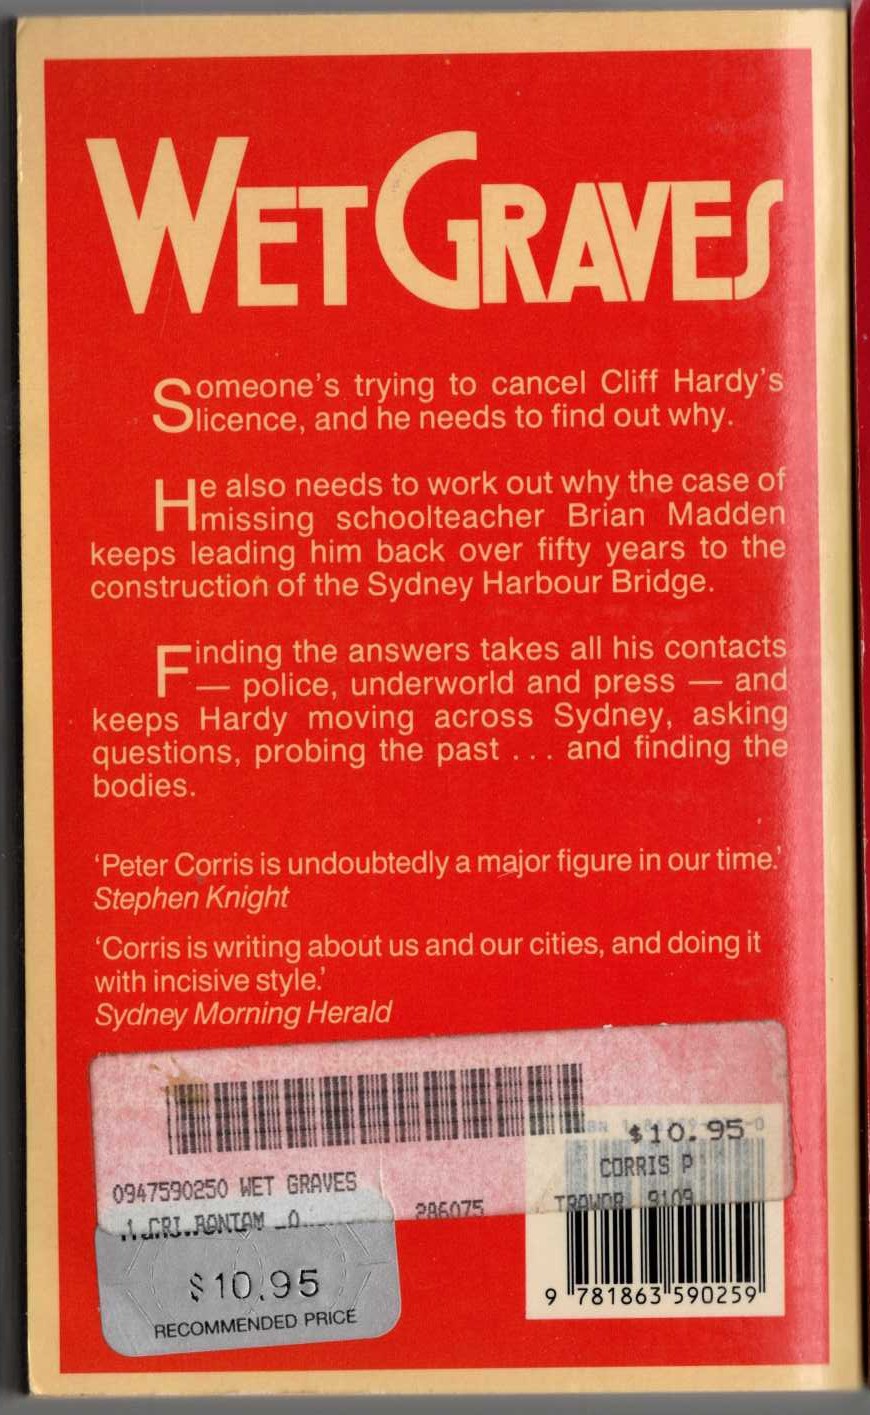 WET GRAVES
Someone's trying to cancel Cliff Hardy's
licence, and he needs to find out why.
He also needs to work out why the case of
missing schoolteacher Brian Madden
keeps leading him back over fifty years to the
construction of the Sydney Harbour Bridge.
Finding the answers takes all his contacts
— police, underworld and press — and
keeps Hardy moving across Sydney, asking
questions, probing the past ... and finding the
bodies.
'Peter Corris is undoubtedly a major figure in our time.'
Stephen Knight
'Corris is writing about us and our cities, and doing it
with incisive style.'
Sydney Morning Herald
$10.95
CORRIS P
0947590250 WET GRAVES
286075 TRAWOR 9109
BANTAM
$10.95
RECOMMENDED PRICE
9 781863 590259